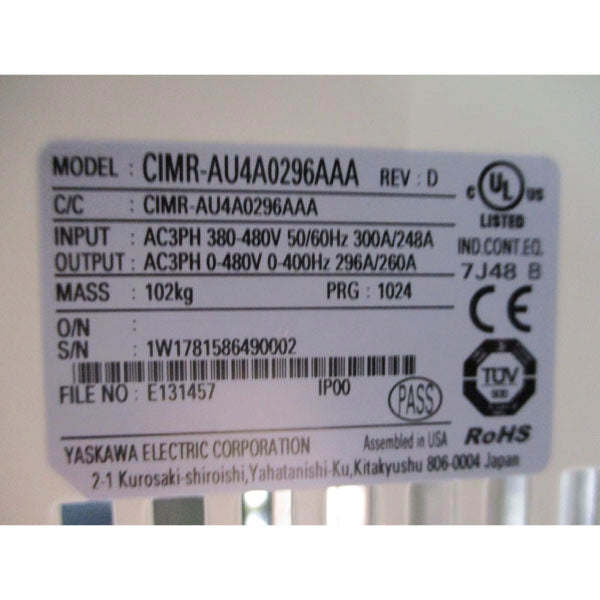 MODEL : CIMR-AU4A0296AAA REV : D
C/C : CIMR-AU4A0296AAA
INPUT : AC3PH 380-480V 50/60Hz 300A/248A
OUTPUT : AC3PH 0-480V 0-400Hz 296A/260A
MASS : 102kg PRG : 1024
O/N :
S/N : 1W1781586490002
FILE NO : E131457 IP00
PASS
YASKAWA ELECTRIC CORPORATION Assembled in USA
2-1 Kurosaki-shiroishi,Yahatanishi-Ku,Kitakyushu 806-0004 Japan
C UL US
LISTED
IND.CONT.EQ.
7J48 B
CE
TÜV
RoHS